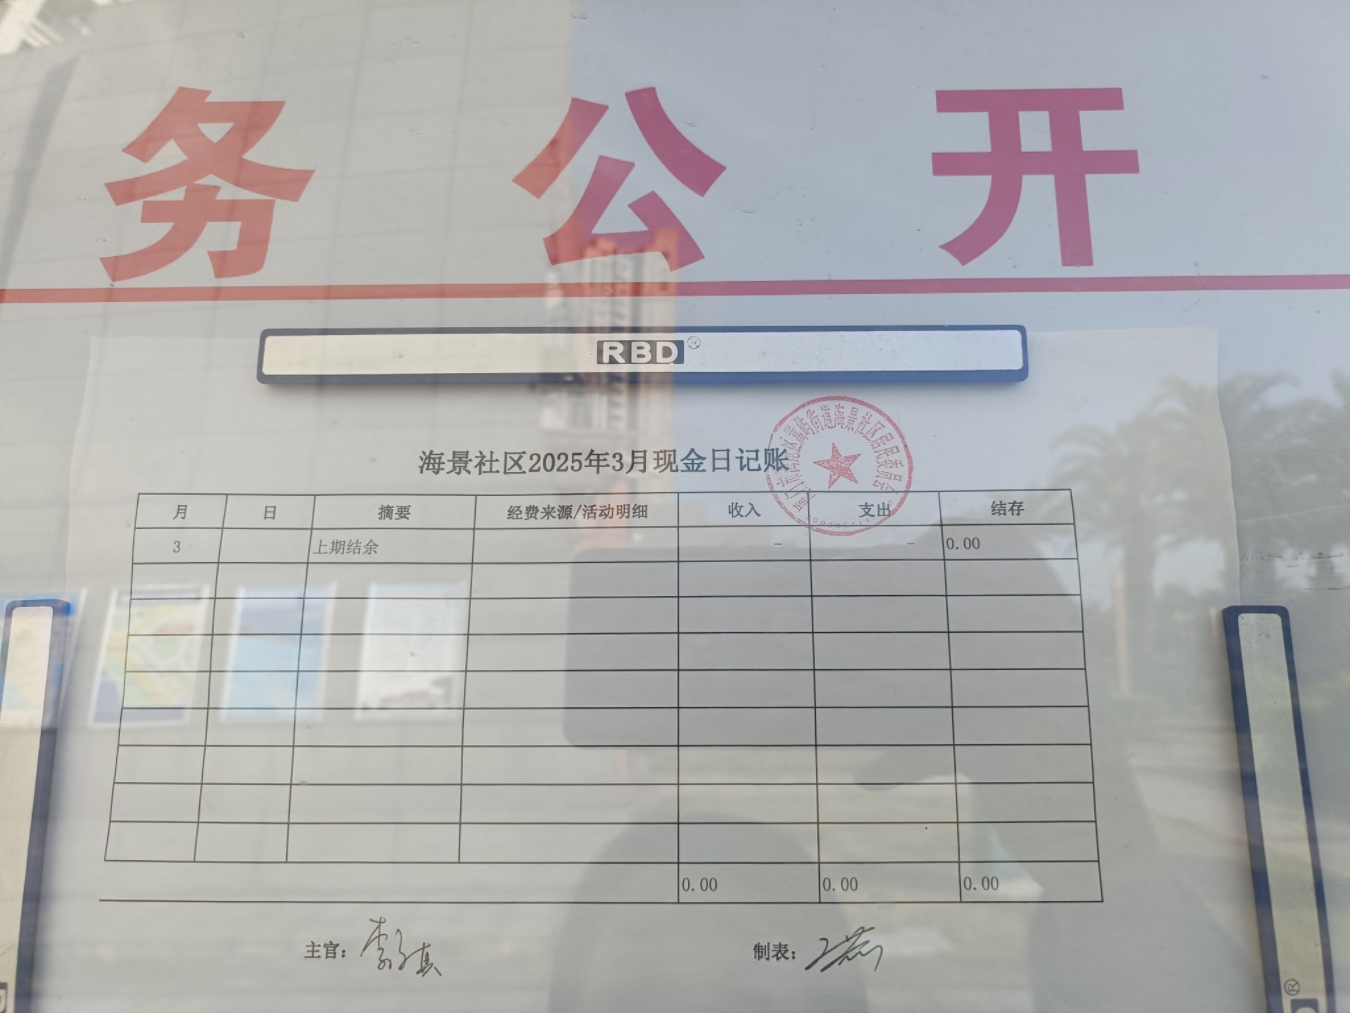 务公开
RBD®
海景社区2025年3月现金日记账
月 日 摘要 经费来源/活动明细 收入 支出 结存
3 上期结余 - - 0.00
0.00 0.00 0.00
主官： 制表：